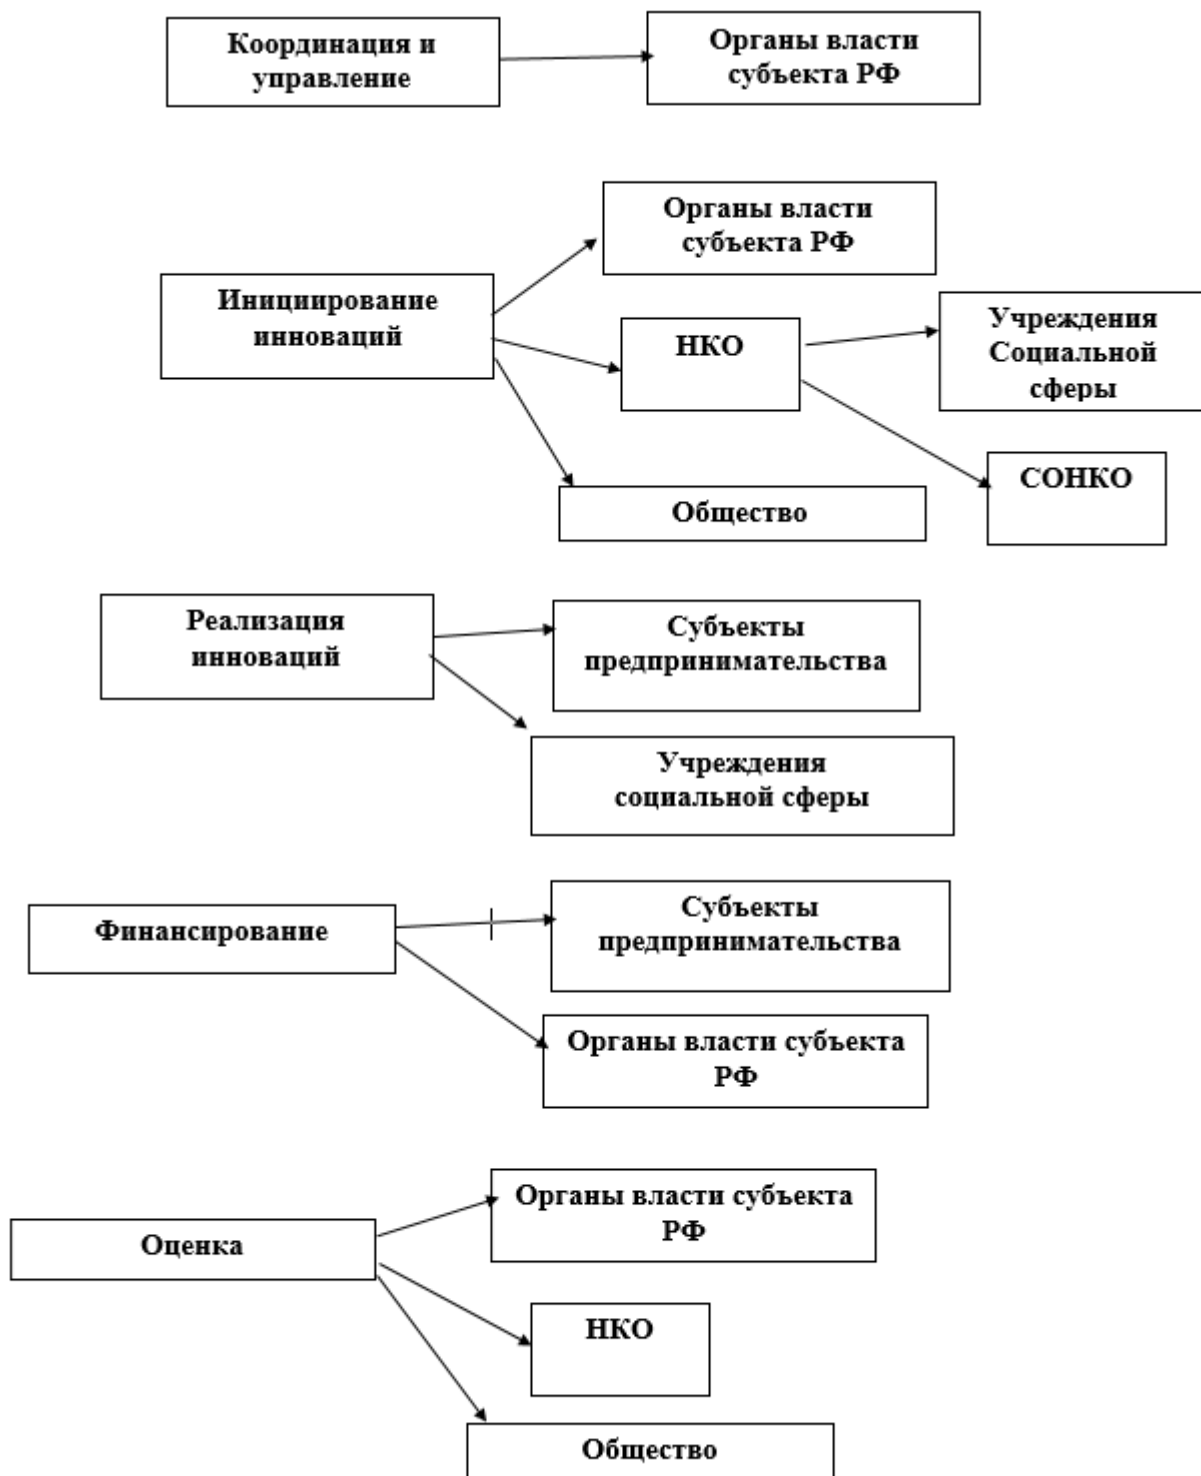 Координация и
управление
Органы власти
субъекта РФ
Органы власти
субъекта РФ
Инициирование
инноваций
НКО
Учреждения
Социальной
сферы
СОНКО
Общество
Реализация
инноваций
Субъекты
предпринимательства
Учреждения
социальной сферы
Финансирование
Субъекты
предпринимательства
Органы власти субъекта
РФ
Оценка
Органы власти субъекта
РФ
НКО
Общество